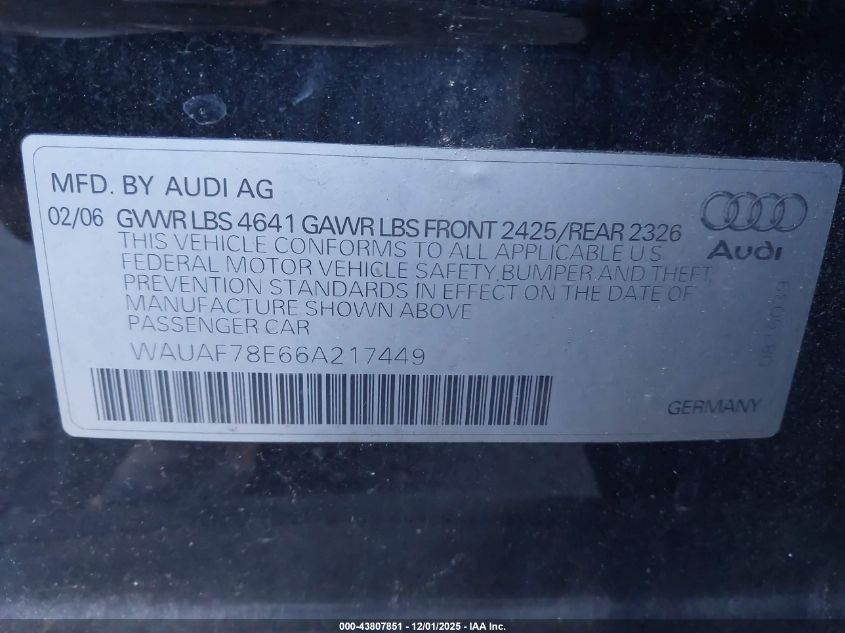 MFD. BY AUDI AG
02/06 GVWR LBS 4641 GAWR LBS FRONT 2425/REAR 2326
THIS VEHICLE CONFORMS TO ALL APPLICABLE U S
FEDERAL MOTOR VEHICLE SAFETY, BUMPER AND THEFT
PREVENTION STANDARDS IN EFFECT ON THE DATE OF
MANUFACTURE SHOWN ABOVE
PASSENGER CAR
WAUAF78E66A217449
Audi
GERMANY
000-43807851 - 12/01/2025 - IAA Inc.